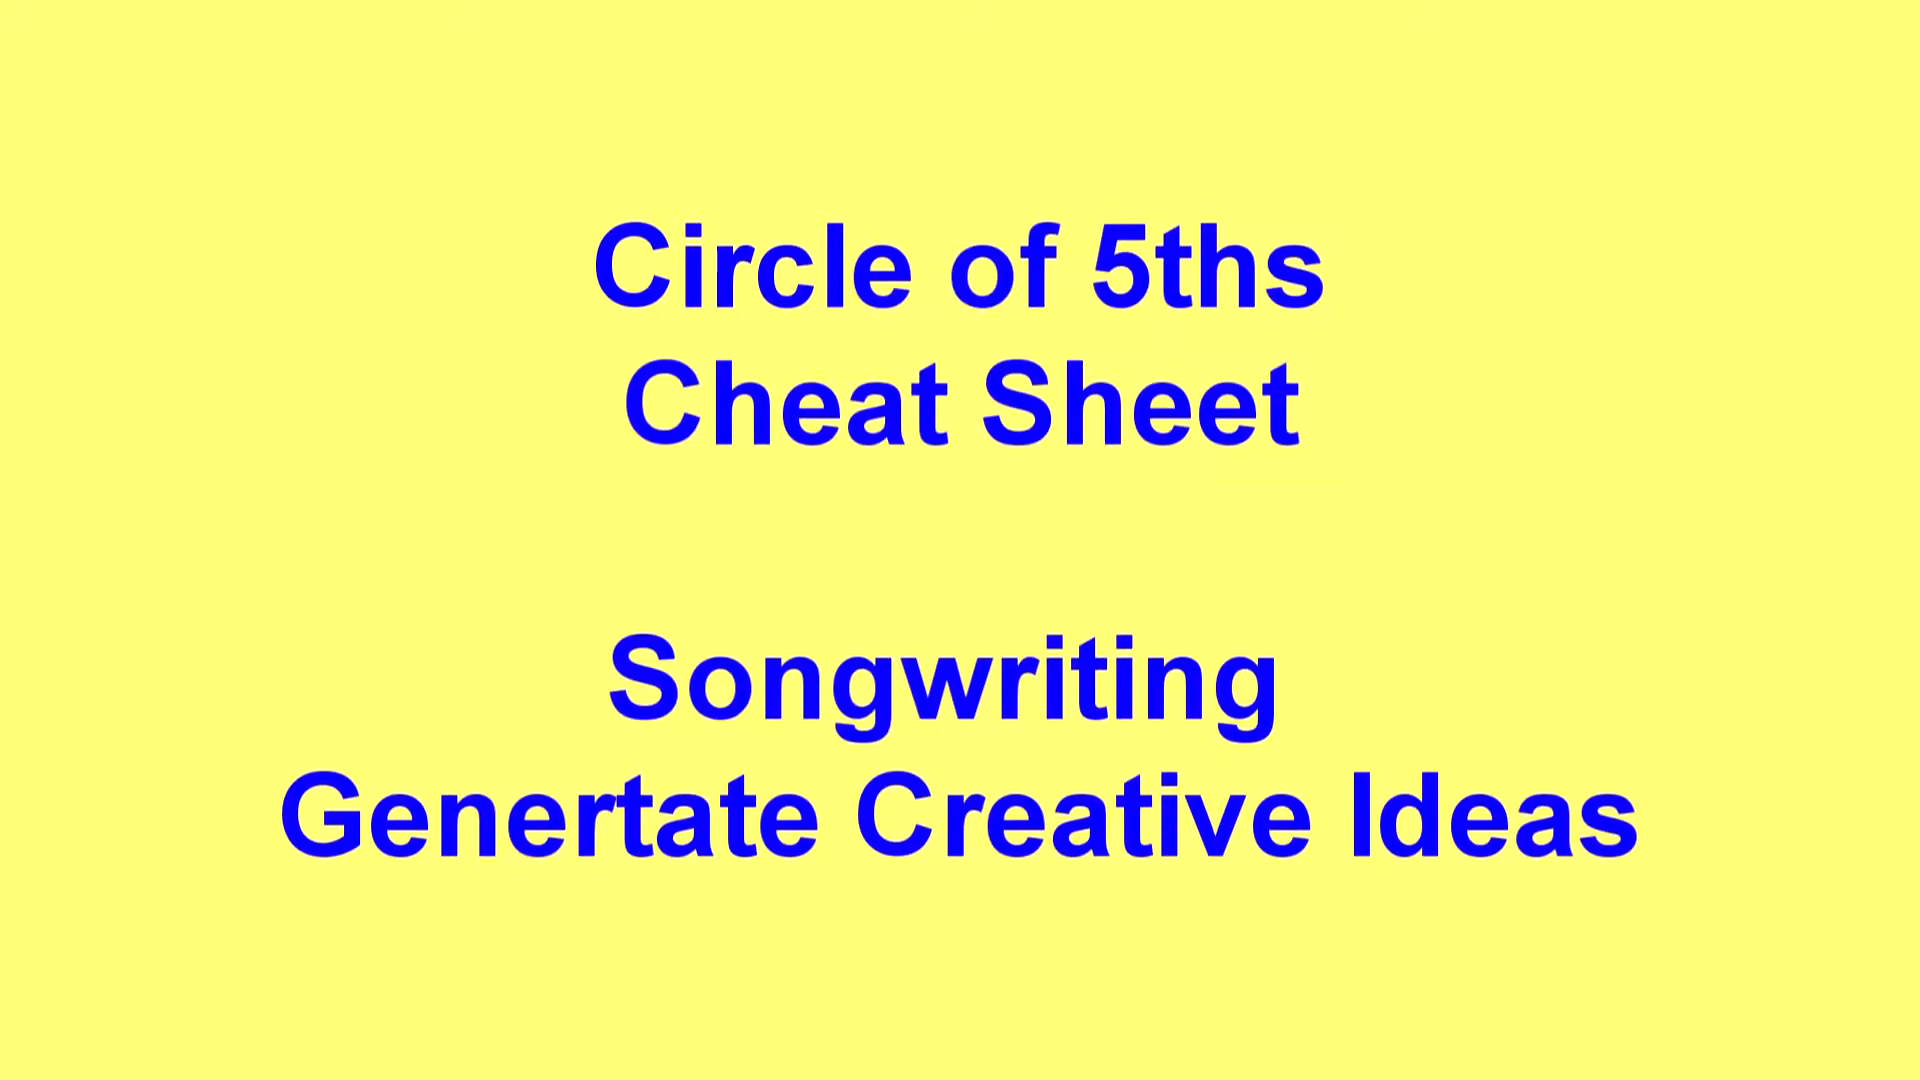 Circle of 5ths
Cheat Sheet
Songwriting
Genertate Creative Ideas